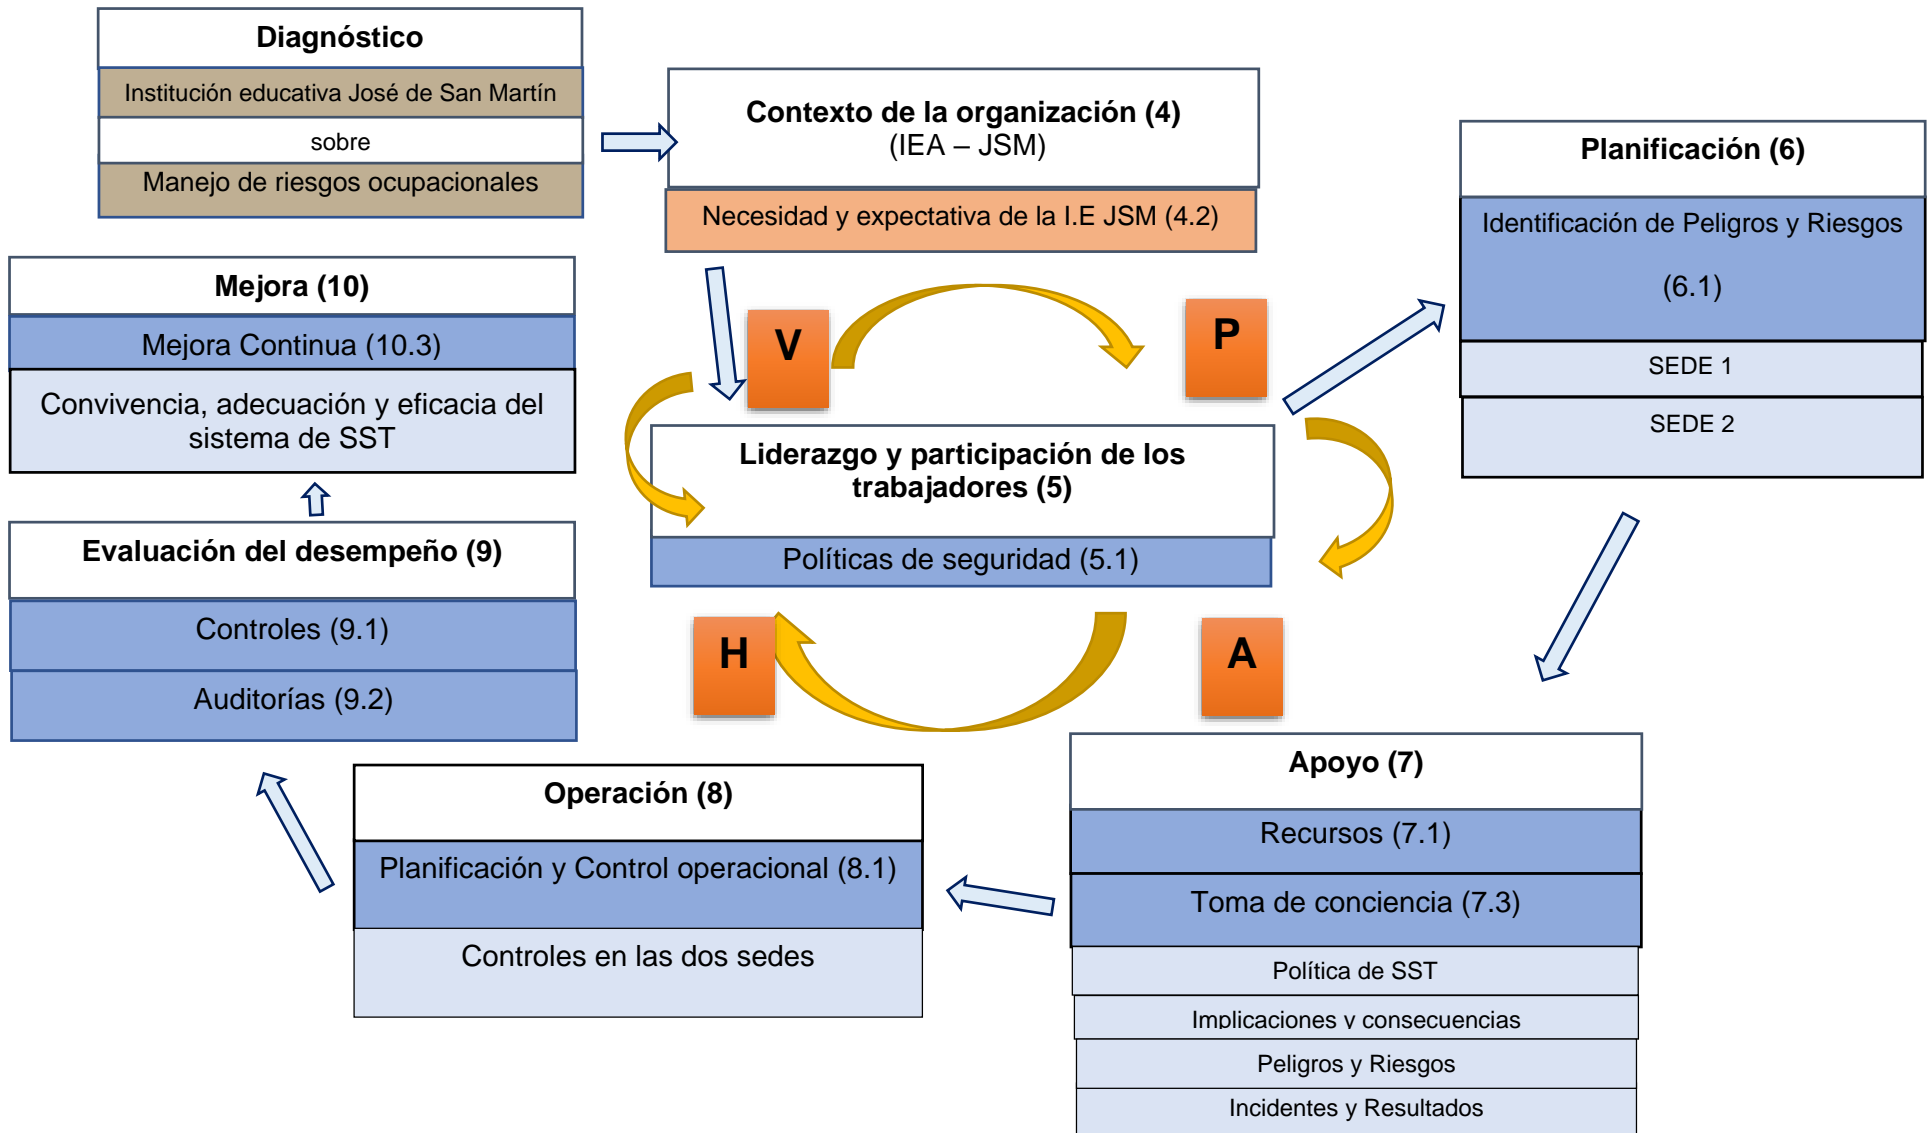 Diagnóstico
Institución educativa José de San Martín
sobre
Manejo de riesgos ocupacionales
Contexto de la organización (4)
(IEA – JSM)
Necesidad y expectativa de la I.E JSM (4.2)
Planificación (6)
Identificación de Peligros y Riesgos
(6.1)
SEDE 1
SEDE 2
Mejora (10)
Mejora Continua (10.3)
Convivencia, adecuación y eficacia del
sistema de SST
V
P
Liderazgo y participación de los
trabajadores (5)
Políticas de seguridad (5.1)
Evaluación del desempeño (9)
Controles (9.1)
Auditorías (9.2)
H
A
Operación (8)
Planificación y Control operacional (8.1)
Controles en las dos sedes
Apoyo (7)
Recursos (7.1)
Toma de conciencia (7.3)
Política de SST
Implicaciones y consecuencias
Peligros y Riesgos
Incidentes y Resultados